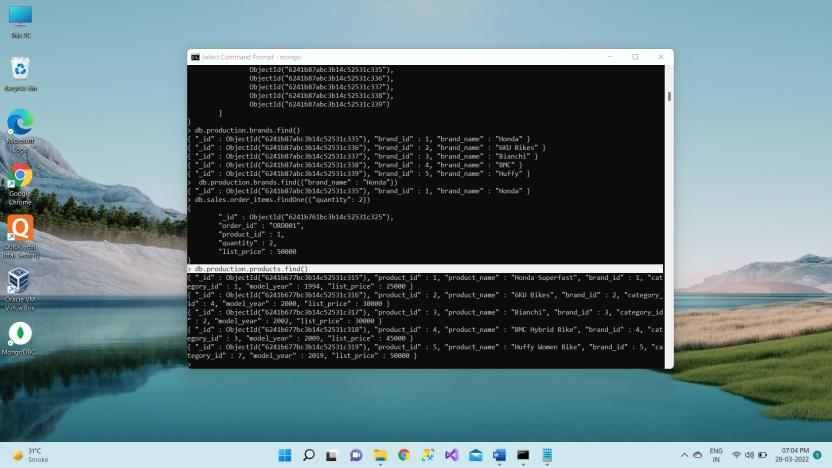 This PC
Recycle Bin
Microsoft
Edge
Google
Chrome
Quick Heal
Total Security
Oracle VM
VirtualBox
MongoDBC...
Select Command Prompt - mongo
ObjectId("6241b87abc3b14c52531c335"),
ObjectId("6241b87abc3b14c52531c336"),
ObjectId("6241b87abc3b14c52531c337"),
ObjectId("6241b87abc3b14c52531c338"),
ObjectId("6241b87abc3b14c52531c339")
]
}
> db.production.brands.find()
{ "_id" : ObjectId("6241b87abc3b14c52531c335"), "brand_id" : 1, "brand_name" : "Honda" }
{ "_id" : ObjectId("6241b87abc3b14c52531c336"), "brand_id" : 2, "brand_name" : "6KU Bikes" }
{ "_id" : ObjectId("6241b87abc3b14c52531c337"), "brand_id" : 3, "brand_name" : "Bianchi" }
{ "_id" : ObjectId("6241b87abc3b14c52531c338"), "brand_id" : 4, "brand_name" : "BMC" }
{ "_id" : ObjectId("6241b87abc3b14c52531c339"), "brand_id" : 5, "brand_name" : "Huffy" }
>  db.production.brands.find({"brand_name" : "Honda"})
{ "_id" : ObjectId("6241b87abc3b14c52531c335"), "brand_id" : 1, "brand_name" : "Honda" }
> db.sales.order_items.findOne({"quantity": 2})
{
"_id" : ObjectId("6241b761bc3b14c52531c325"),
"order_id" : "ORD001",
"product_id" : 1,
"quantity" : 2,
"list_price" : 50000
}
> db.production.products.find()
{ "_id" : ObjectId("6241b677bc3b14c52531c315"), "product_id" : 1, "product_name" : "Honda Superfast", "brand_id" : 1, "cat
egory_id" : 1, "model_year" : 1994, "list_price" : 25000 }
{ "_id" : ObjectId("6241b677bc3b14c52531c316"), "product_id" : 2, "product_name" : "6KU Bikes", "brand_id" : 2, "category_
id" : 4, "model_year" : 2000, "list_price" : 30000 }
{ "_id" : ObjectId("6241b677bc3b14c52531c317"), "product_id" : 3, "product_name" : "Bianchi", "brand_id" : 3, "category_id
" : 2, "model_year" : 2002, "list_price" : 30000 }
{ "_id" : ObjectId("6241b677bc3b14c52531c318"), "product_id" : 4, "product_name" : "BMC Hybrid Bike", "brand_id" : 4, "cat
egory_id" : 3, "model_year" : 2009, "list_price" : 45000 }
{ "_id" : ObjectId("6241b677bc3b14c52531c319"), "product_id" : 5, "product_name" : "Huffy Women Bike", "brand_id" : 5, "ca
tegory_id" : 7, "model_year" : 2019, "list_price" : 50000 }
>
31°C
Smoke
ENG
IN
07:04 PM
28-03-2022
1